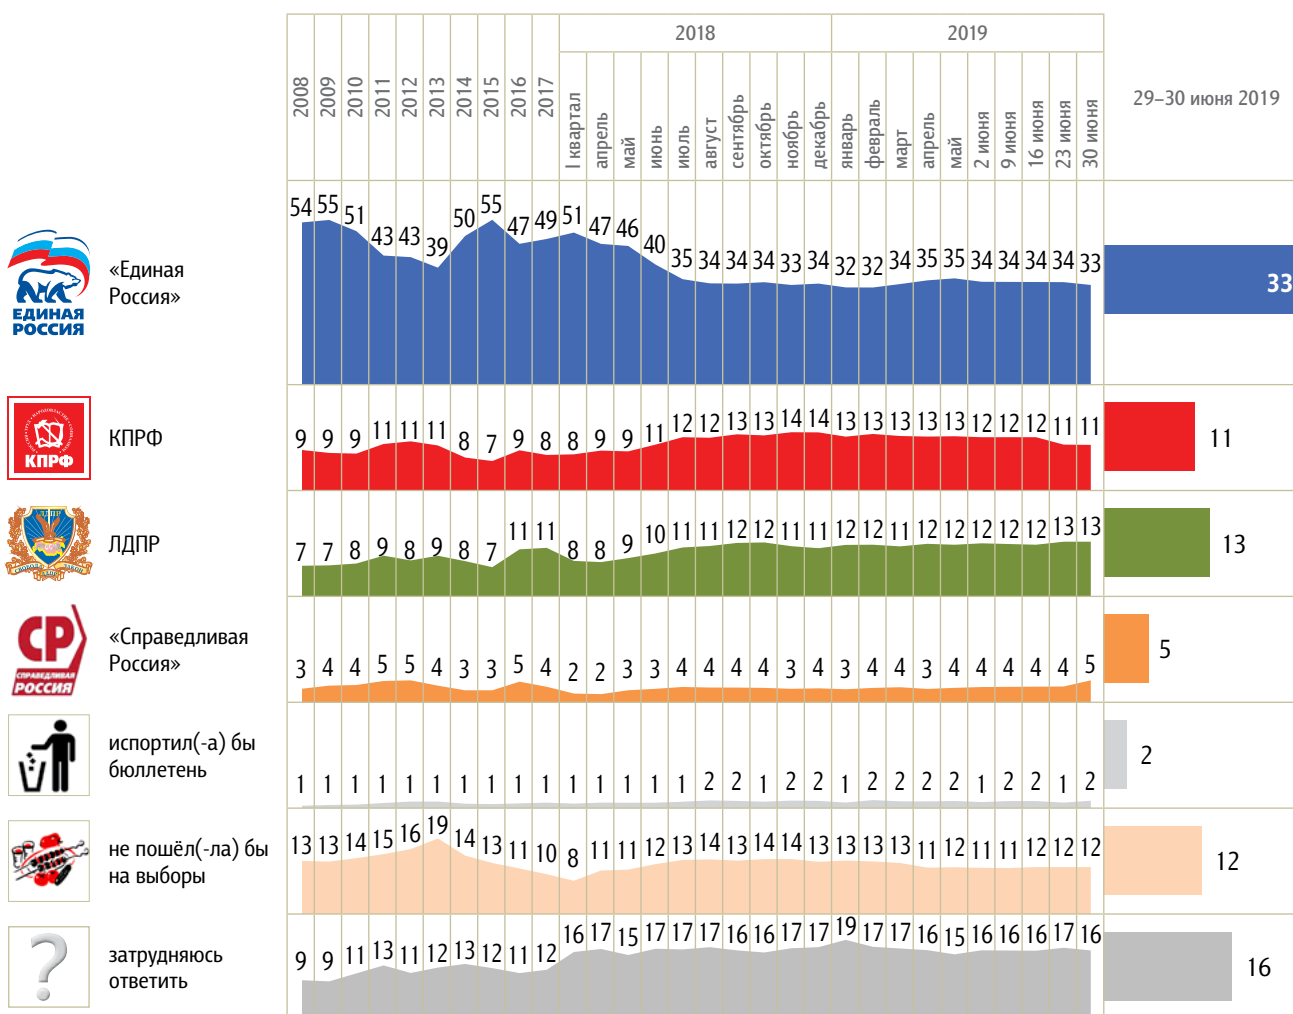 2018 2019
2008 2009 2010 2011 2012 2013 2014 2015 2016 2017 I квартал апрель май июнь июль август сентябрь октябрь ноябрь декабрь январь февраль март апрель май 2 июня 9 июня 16 июня 23 июня 30 июня 29–30 июня 2019
54 55 51 43 43 39 50 55 47 49 51 47 46 40 35 34 34 34 33 34 32 32 34 35 35 34 34 34 34 33
«Единая
Россия»
33
ЕДИНАЯ
РОССИЯ
9 9 9 11 11 11 8 7 9 8 8 9 9 11 12 12 13 13 14 14 13 13 13 13 13 12 12 12 11 11
КПРФ
КПРФ
11
7 7 8 9 8 9 8 7 11 11 8 8 9 10 11 11 12 12 11 11 12 12 11 12 12 12 12 12 13 13
ЛДПР
ЛДПР
13
СР
СПРАВЕДЛИВАЯ
РОССИЯ
«Справедливая
Россия»
3 4 4 5 5 4 3 3 5 4 2 2 3 3 4 4 4 4 3 4 3 4 4 3 4 4 4 4 4 5
5
испортил(-а) бы
бюллетень
1 1 1 1 1 1 1 1 1 1 1 1 1 1 1 2 2 1 2 2 1 2 2 2 2 1 2 2 1 2
2
13 13 14 15 16 19 14 13 11 10 8 11 11 12 13 14 13 14 14 13 13 13 13 11 12 11 11 12 12 12
не пошёл(-ла) бы
на выборы
12
9 9 11 13 11 12 13 12 11 12 16 17 15 17 17 17 16 16 17 17 19 17 17 16 15 16 16 16 17 16
?
затрудняюсь
ответить
16